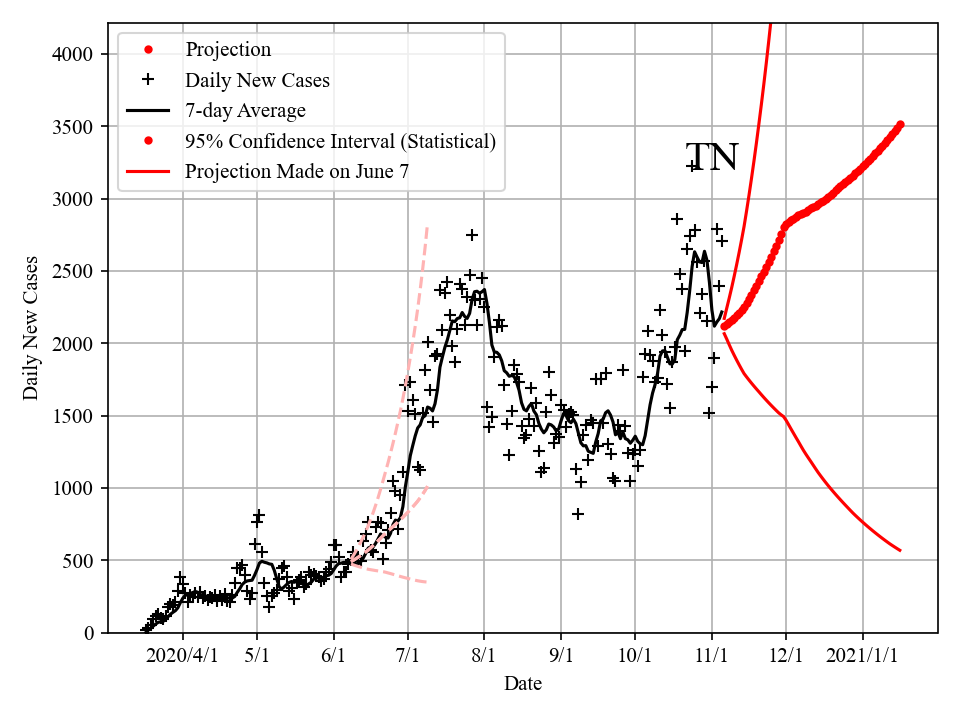 4000
3500
3000
2500
2000
1500
1000
500
0
Daily New Cases
Projection
Daily New Cases
7-day Average
95% Confidence Interval (Statistical)
Projection Made on June 7
TN
2020/4/1 5/1 6/1 7/1 8/1 9/1 10/1 11/1 12/1 2021/1/1
Date